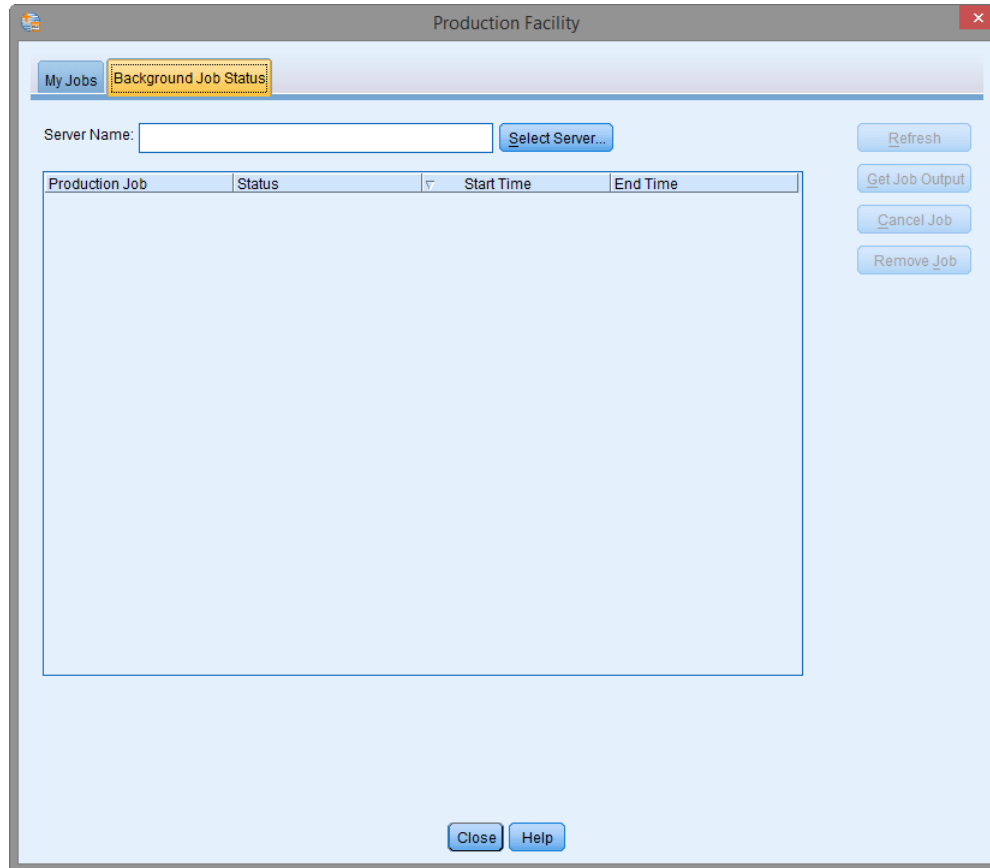 Production Facility
My Jobs Background Job Status
Server Name: Select Server... Refresh
Production Job Status Start Time End Time Get Job Output
Cancel Job
Remove Job
Close Help